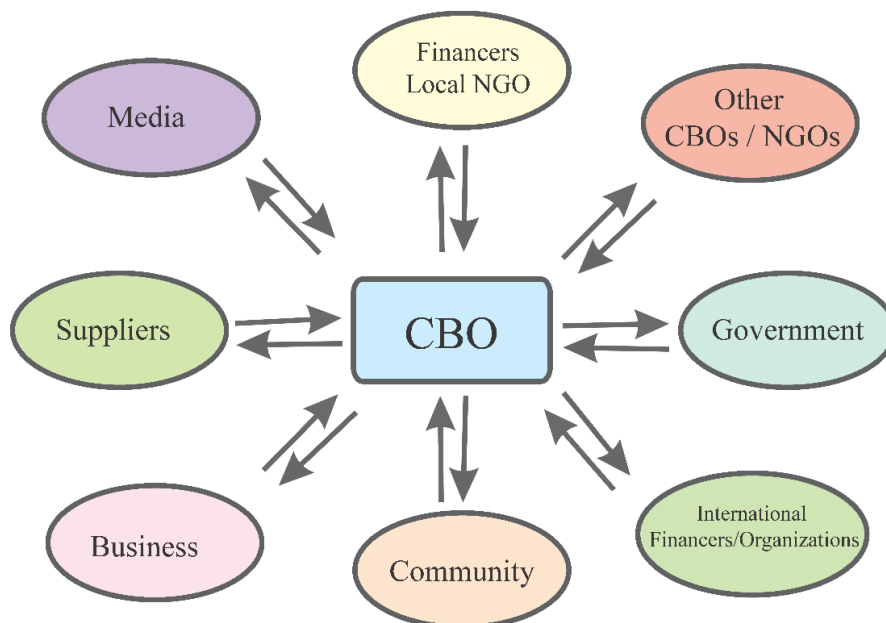 Financers
Local NGO
Media
Other
CBOs / NGOs
Suppliers
CBO
Government
Business
Community
International
Financers/Organizations